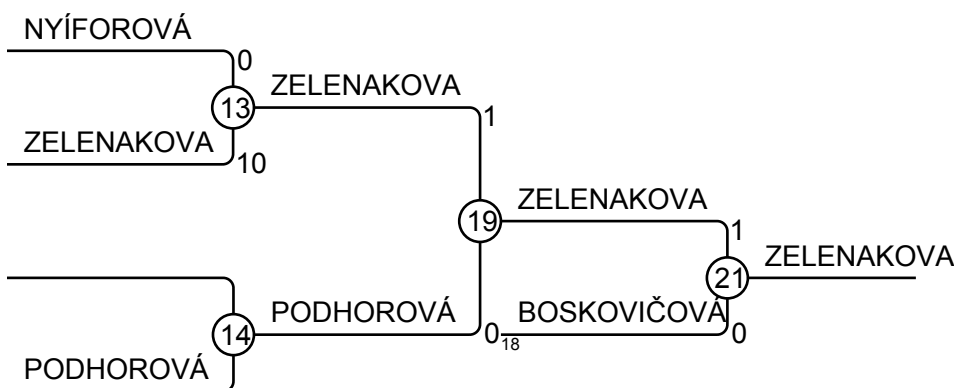 NYÍFOROVÁ
0
13
ZELENAKOVA
ZELENAKOVA
10
1
19
ZELENAKOVA
1
21
ZELENAKOVA
14
PODHOROVÁ
0
18
BOSKOVIČOVÁ
0
PODHOROVÁ